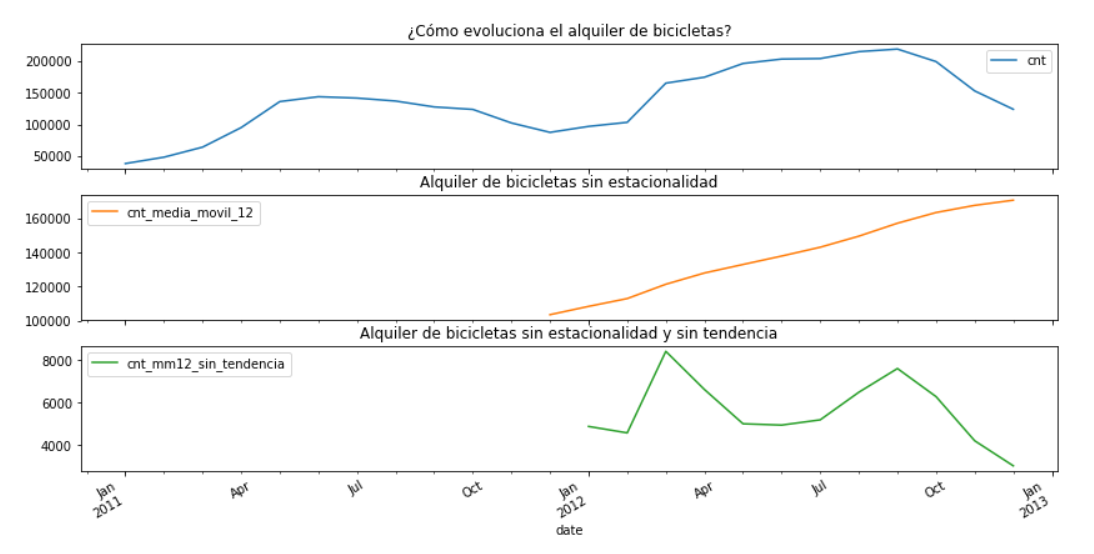 ¿Cómo evoluciona el alquiler de bicicletas?
200000
150000
100000
50000
cnt
Alquiler de bicicletas sin estacionalidad
160000
140000
120000
100000
cnt_media_movil_12
Alquiler de bicicletas sin estacionalidad y sin tendencia
8000
6000
4000
cnt_mm12_sin_tendencia
Jan
2011
Apr
Jul
Oct
Jan
2012
Apr
Jul
Oct
Jan
2013
date